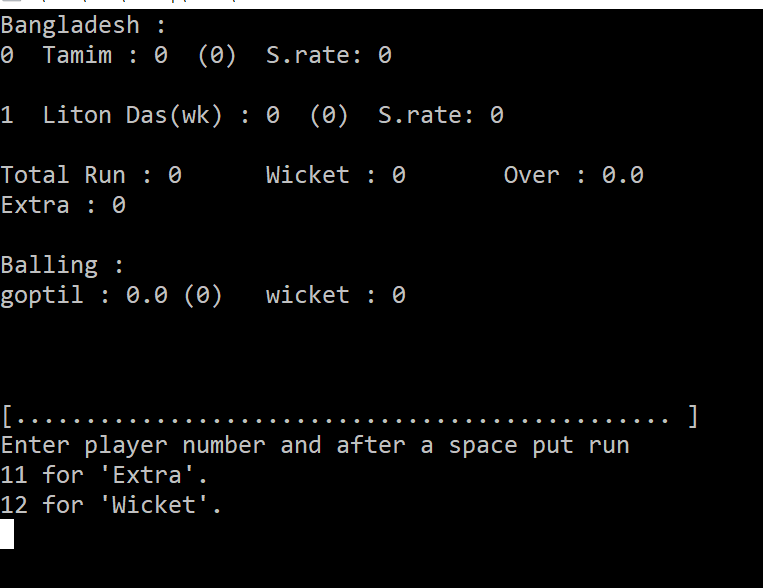 Bangladesh :
0  Tamim : 0  (0)  S.rate: 0
1  Liton Das(wk) : 0  (0)  S.rate: 0
Total Run : 0      Wicket : 0       Over : 0.0
Extra : 0
Balling :
goptil : 0.0 (0)   wicket : 0
[............................................... ]
Enter player number and after a space put run
11 for 'Extra'.
12 for 'Wicket'.